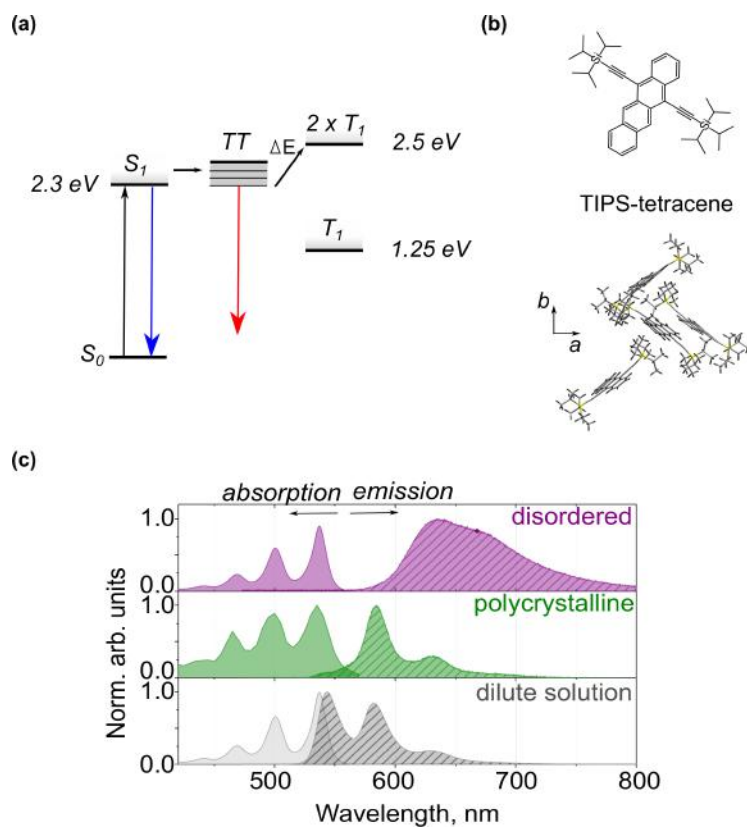 (a)
S1
2.3 eV
S0
TT
ΔE
2 x T1
2.5 eV
T1
1.25 eV
(b)
Si
Si
TIPS-tetracene
b
a
(c)
absorption emission
disordered
polycrystalline
dilute solution
Norm. arb. units
1.0
0.0
1.0
0.0
1.0
0.0
500 600 700 800
Wavelength, nm